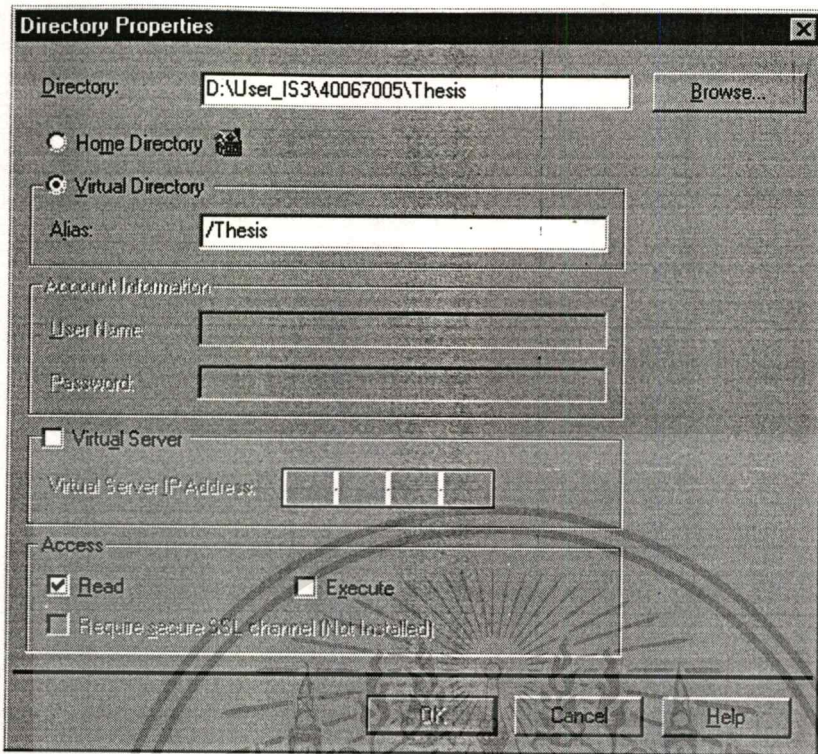 Directory Properties
Directory: D:\User_IS3\40067005\Thesis Browse...
Home Directory
Virtual Directory
Alias: /Thesis
Account Information
User Name
Password:
Virtual Server
Virtual Server IP Address:
Access
Read Execute
Require secure SSL channel (Not Installed)
OK Cancel Help